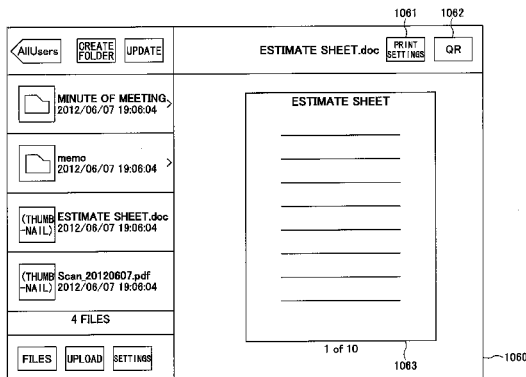 1061
1062
AllUsers
CREATE
FOLDER
UPDATE
ESTIMATE SHEET.doc
PRINT
SETTINGS
QR
MINUTE OF MEETING
2012/06/07 19:06:04
memo
2012/06/07 19:06:04
(THUMB
-NAIL)
ESTIMATE SHEET.doc
2012/06/07 19:06:04
(THUMB
-NAIL)
Scan_20120607.pdf
2012/06/07 19:06:04
4 FILES
FILES
UPLOAD
SETTINGS
ESTIMATE SHEET
1 of 10
1063
1060